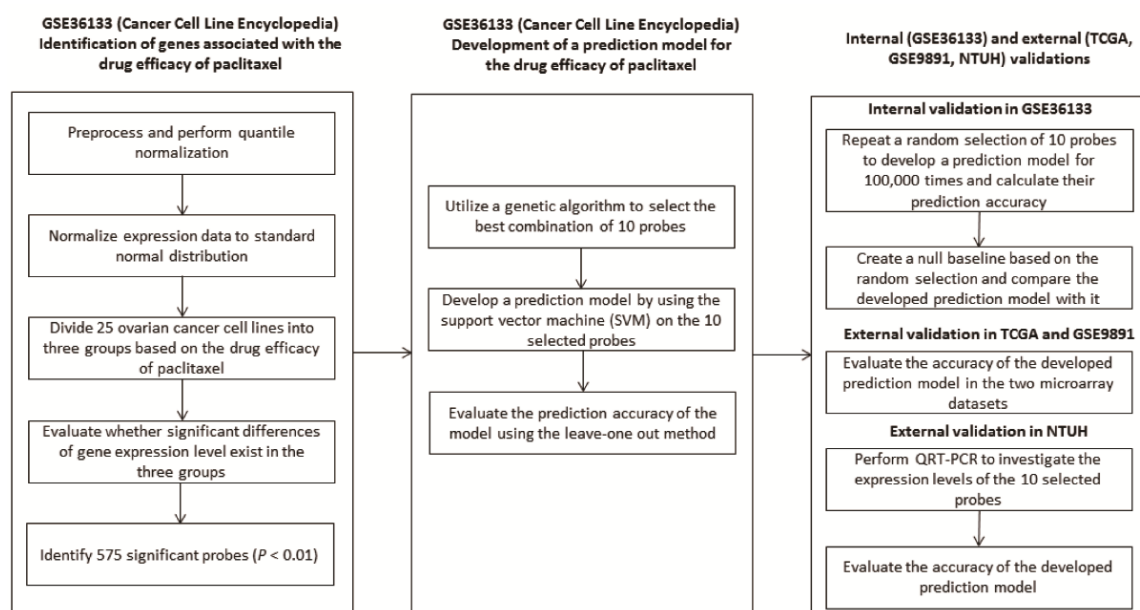 GSE36133 (Cancer Cell Line Encyclopedia)
Identification of genes associated with the
drug efficacy of paclitaxel
Preprocess and perform quantile
normalization
Normalize expression data to standard
normal distribution
Divide 25 ovarian cancer cell lines into
three groups based on the drug efficacy
of paclitaxel
Evaluate whether significant differences
of gene expression level exist in the
three groups
Identify 575 significant probes (P < 0.01)
GSE36133 (Cancer Cell Line Encyclopedia)
Development of a prediction model for
the drug efficacy of paclitaxel
Utilize a genetic algorithm to select the
best combination of 10 probes
Develop a prediction model by using the
support vector machine (SVM) on the 10
selected probes
Evaluate the prediction accuracy of the
model using the leave-one out method
Internal (GSE36133) and external (TCGA,
GSE9891, NTUH) validations
Internal validation in GSE36133
Repeat a random selection of 10 probes
to develop a prediction model for
100,000 times and calculate their
prediction accuracy
Create a null baseline based on the
random selection and compare the
developed prediction model with it
External validation in TCGA and GSE9891
Evaluate the accuracy of the developed
prediction model in the two microarray
datasets
External validation in NTUH
Perform QRT-PCR to investigate the
expression levels of the 10 selected
probes
Evaluate the accuracy of the developed
prediction model